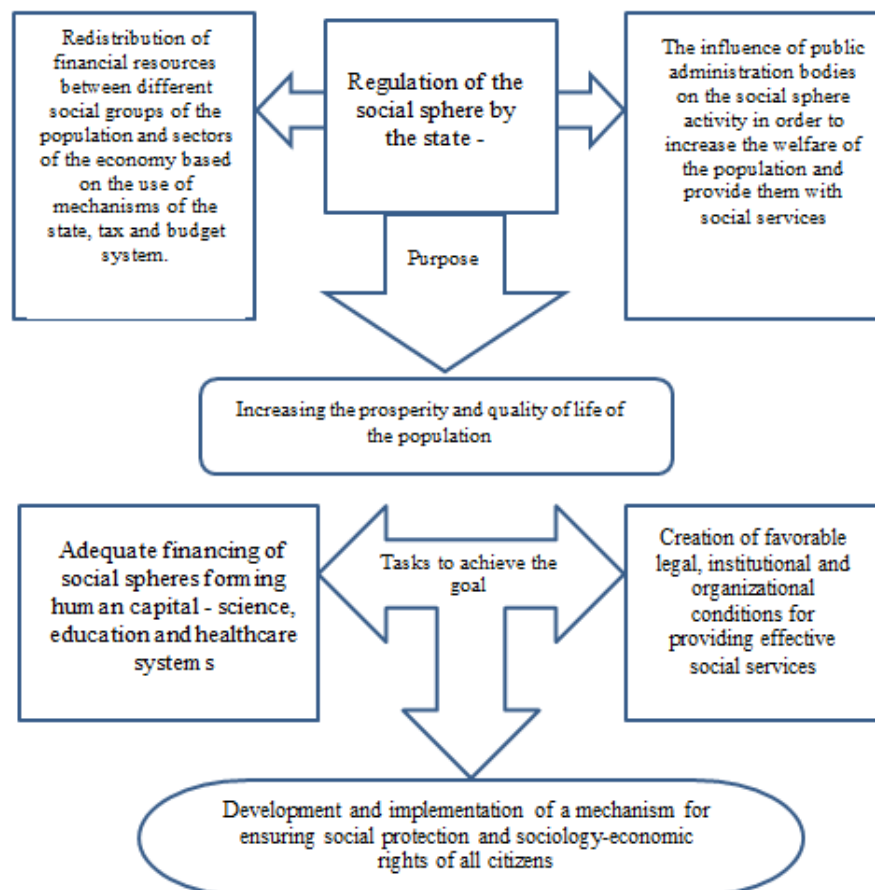 Redistribution of
financial resources
between different
social groups of the
population and sectors
of the economy based
on the use of
mechanisms of the
state, tax and budget
system.
Regulation of the
social sphere by
the state -
The influence of public
administration bodies
on the social sphere
activity in order to
increase the welfare of
the population and
provide them with
social services
Purpose
Increasing the prosperity and quality of life of
the population
Adequate financing of
social spheres forming
human capital - science,
education and healthcare
systems
Tasks to achieve the
goal
Creation of favorable
legal, institutional and
organizational
conditions for
providing effective
social services
Development and implementation of a mechanism for
ensuring social protection and sociology-economic
rights of all citizens